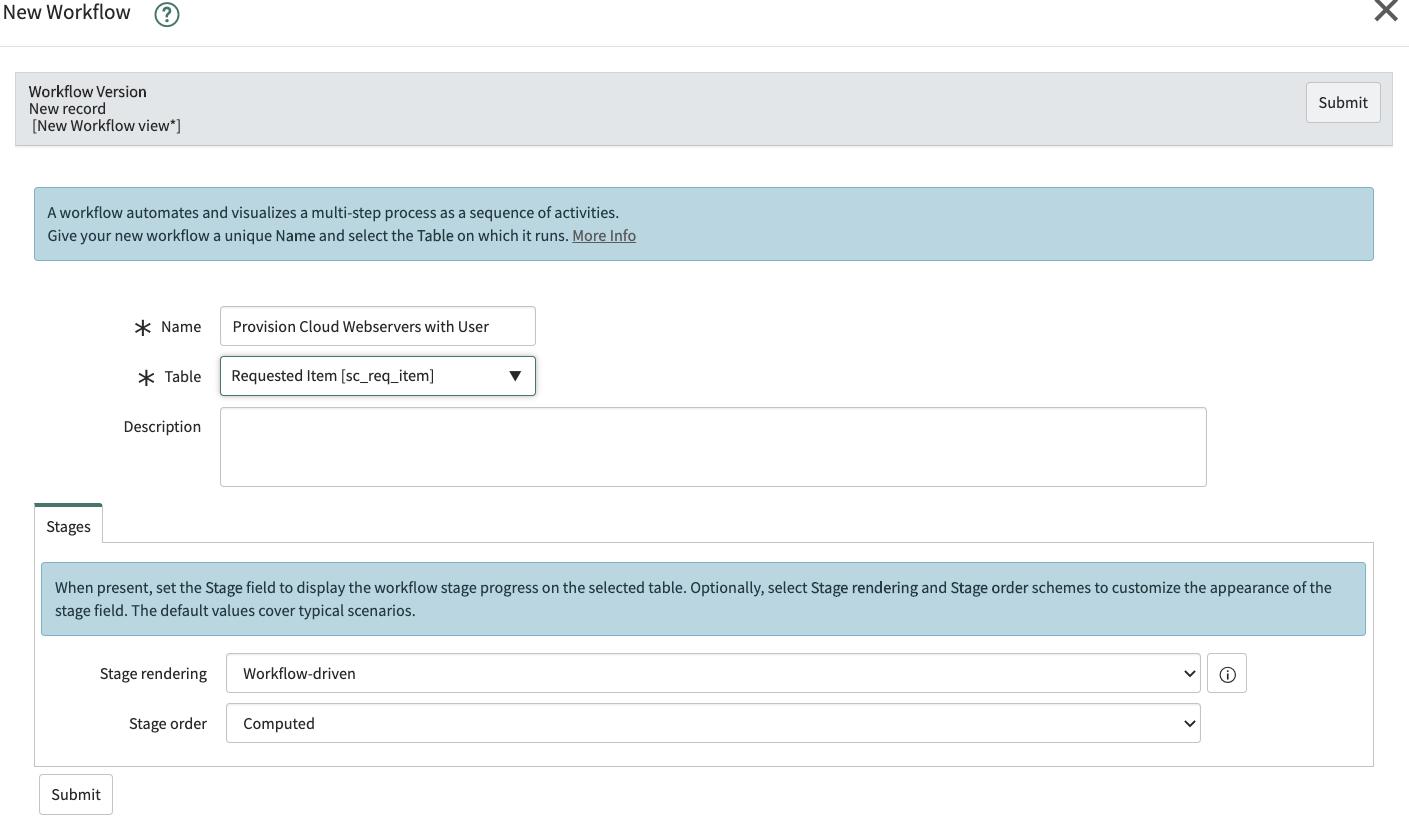 New Workflow
Workflow Version
New record
[New Workflow view*]
Submit
A workflow automates and visualizes a multi-step process as a sequence of activities.
Give your new workflow a unique Name and select the Table on which it runs. More Info
Name
Provision Cloud Webservers with User
Table
Requested Item [sc_req_item]
Description
Stages
When present, set the Stage field to display the workflow stage progress on the selected table. Optionally, select Stage rendering and Stage order schemes to customize the appearance of the
stage field. The default values cover typical scenarios.
Stage rendering
Workflow-driven
Stage order
Computed
Submit